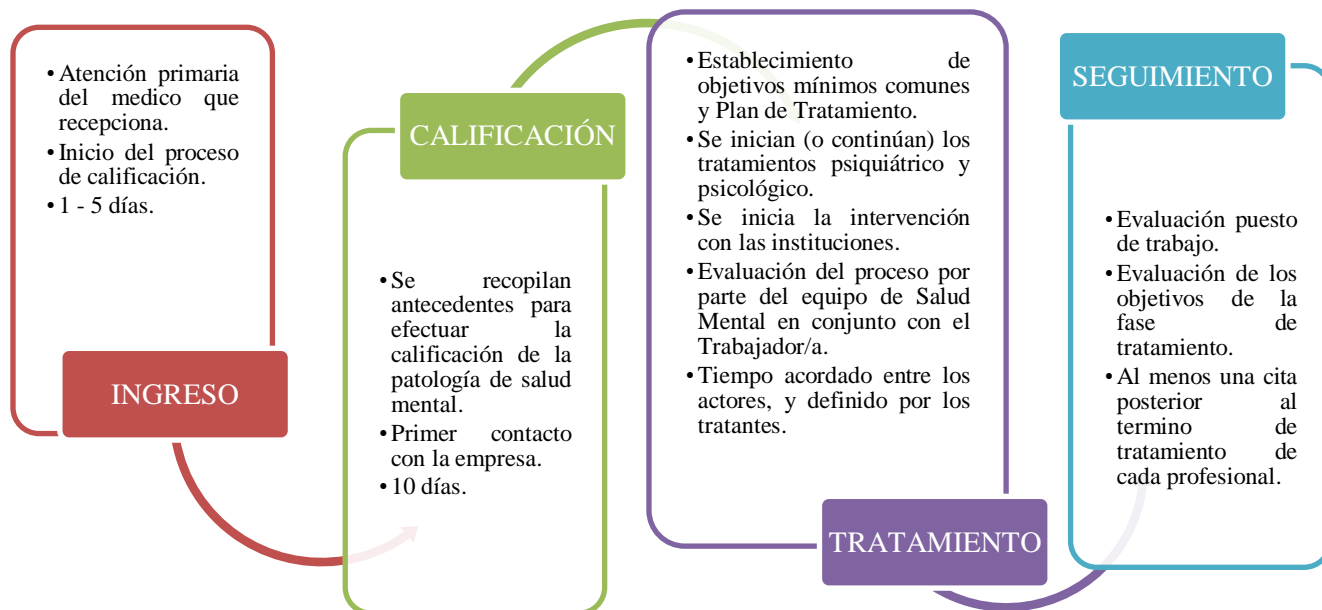 • Atención primaria
del medico que
recepciona.
• Inicio del proceso
de calificación.
• 1 - 5 días.
INGRESO
CALIFICACIÓN
• Se recopilan
antecedentes para
efectuar la
calificación de la
patología de salud
mental.
• Primer contacto
con la empresa.
• 10 días.
• Establecimiento de
objetivos mínimos comunes
y Plan de Tratamiento.
• Se inician (o continúan) los
tratamientos psiquiátrico y
psicológico.
• Se inicia la intervención
con las instituciones.
• Evaluación del proceso por
parte del equipo de Salud
Mental en conjunto con el
Trabajador/a.
• Tiempo acordado entre los
actores, y definido por los
tratantes.
TRATAMIENTO
SEGUIMIENTO
• Evaluación puesto
de trabajo.
• Evaluación de los
objetivos de la
fase de
tratamiento.
• Al menos una cita
posterior al
termino de
tratamiento de
cada profesional.